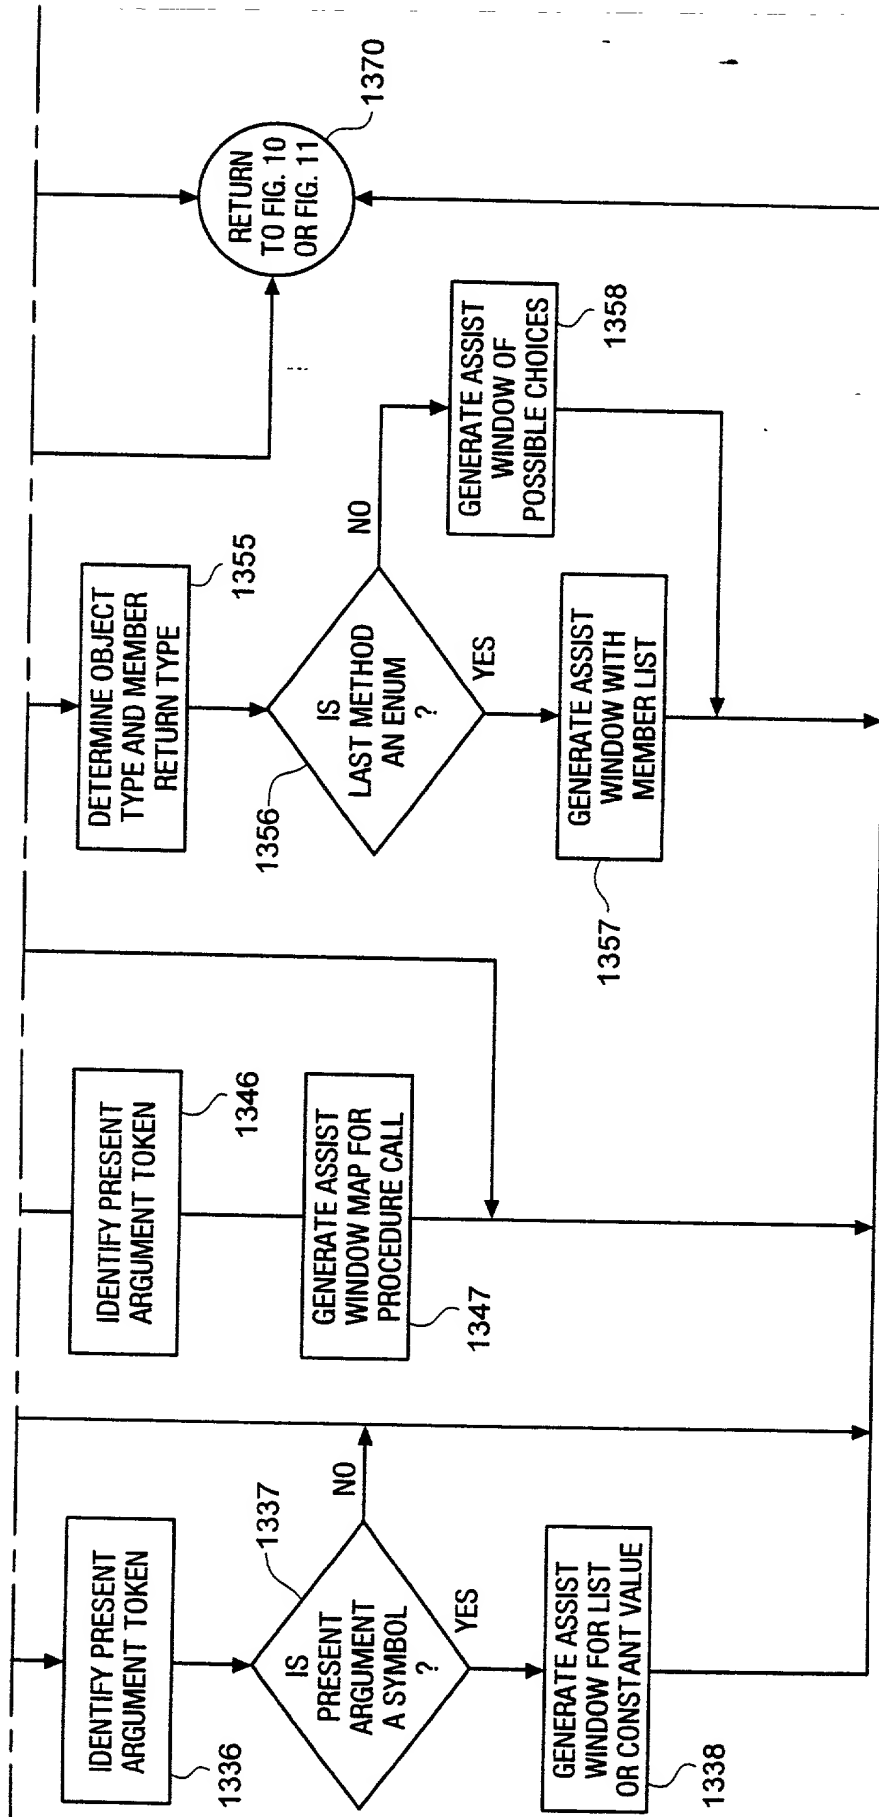 IDENTIFY PRESENT
ARGUMENT TOKEN
1336
IS
PRESENT
ARGUMENT
A SYMBOL
?
1337
NO
YES
GENERATE ASSIST
WINDOW FOR LIST
OR CONSTANT VALUE
1338
IDENTIFY PRESENT
ARGUMENT TOKEN
1346
GENERATE ASSIST
WINDOW MAP FOR
PROCEDURE CALL
1347
DETERMINE OBJECT
TYPE AND MEMBER
RETURN TYPE
1355
IS
LAST METHOD
AN ENUM
?
1356
NO
YES
GENERATE ASSIST
WINDOW WITH
MEMBER LIST
1357
GENERATE ASSIST
WINDOW OF
POSSIBLE CHOICES
1358
RETURN
TO FIG. 10
OR FIG. 11
1370